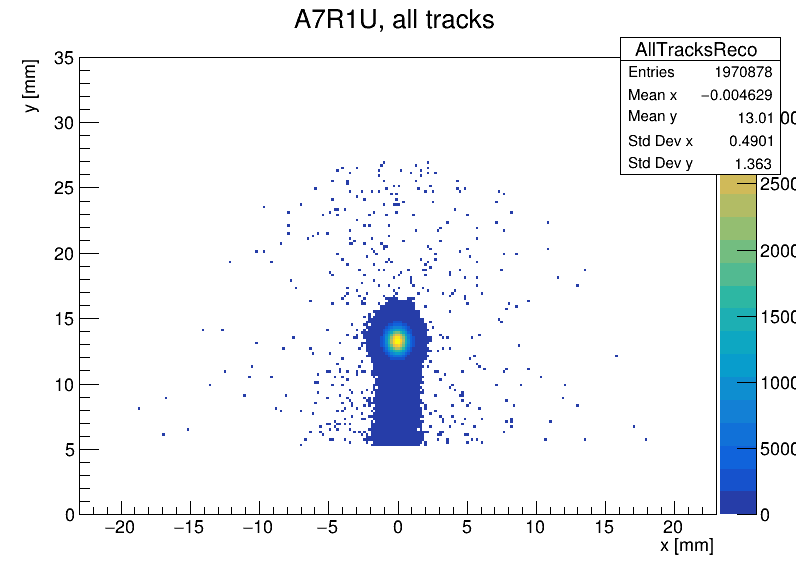 A7R1U, all tracks
AllTracksReco
Entries 1970878
Mean x −0.004629
Mean y 13.01
Std Dev x 0.4901
Std Dev y 1.363
y [mm]
35
30
25
20
15
10
5
0
−20 −15 −10 −5 0 5 10 15 20
x [mm]
00
2500
2000
1500
1000
5000
0